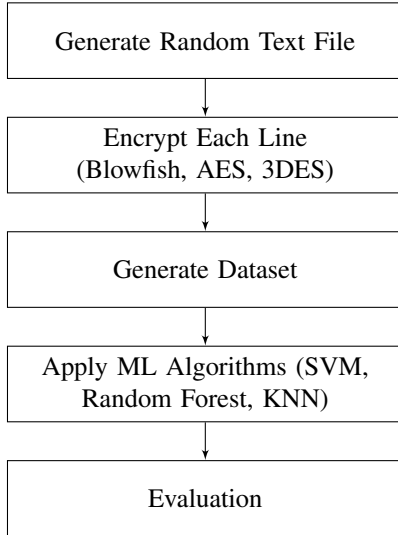 Generate Random Text File
Encrypt Each Line
(Blowfish, AES, 3DES)
Generate Dataset
Apply ML Algorithms (SVM,
Random Forest, KNN)
Evaluation